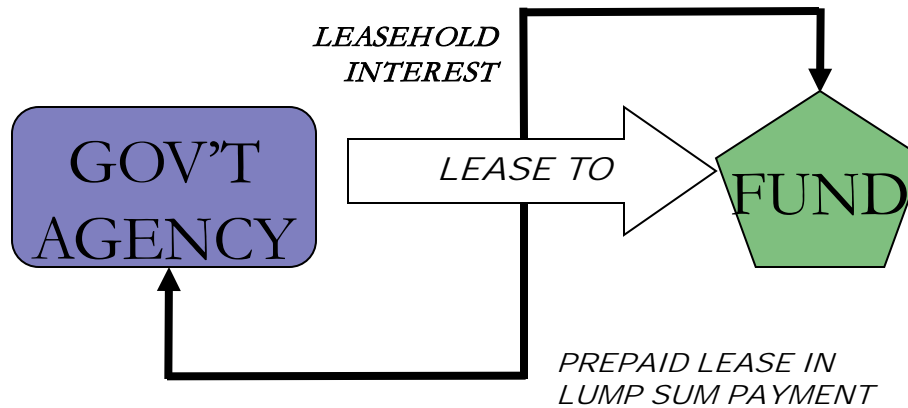 LEASEHOLD
INTEREST
GOV'T
AGENCY
LEASE TO
FUND
PREPAID LEASE IN
LUMP SUM PAYMENT